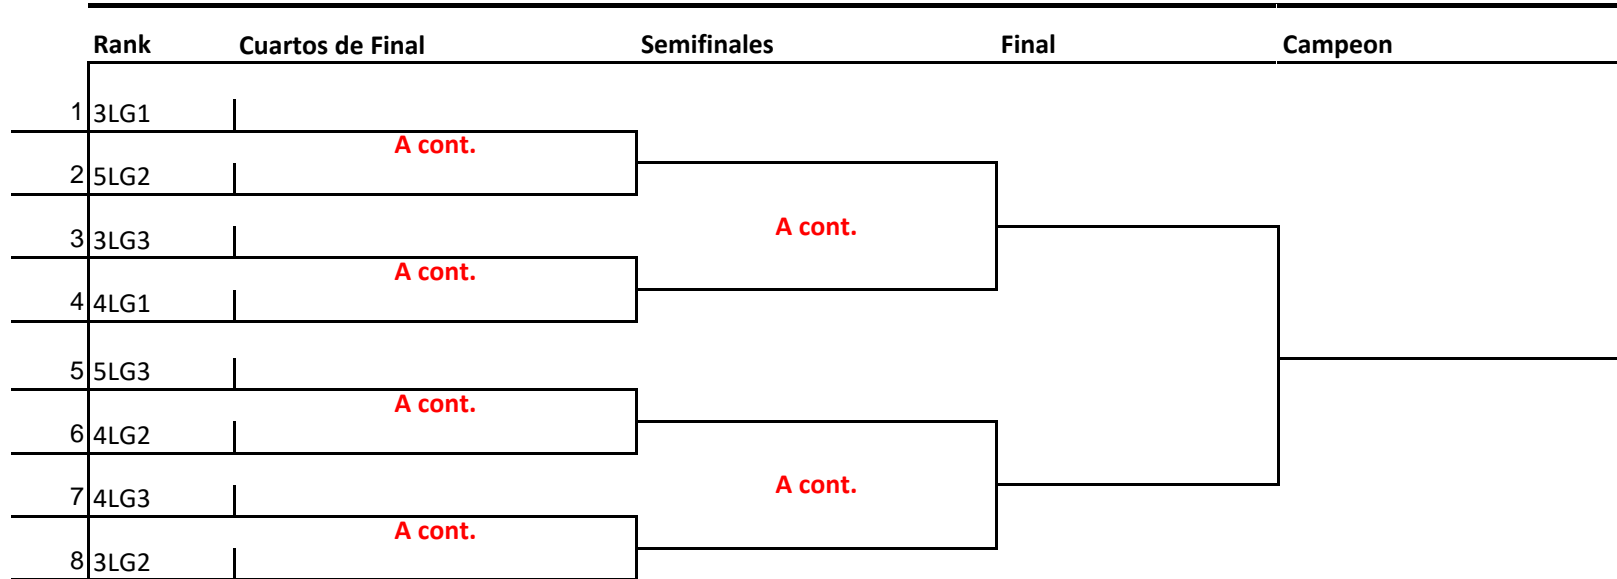 Rank Cuartos de Final Semifinales Final Campeon
1 3LG1
A cont.
2 5LG2
A cont.
3 3LG3
A cont.
4 4LG1
5 5LG3
A cont.
6 4LG2
A cont.
7 4LG3
A cont.
8 3LG2